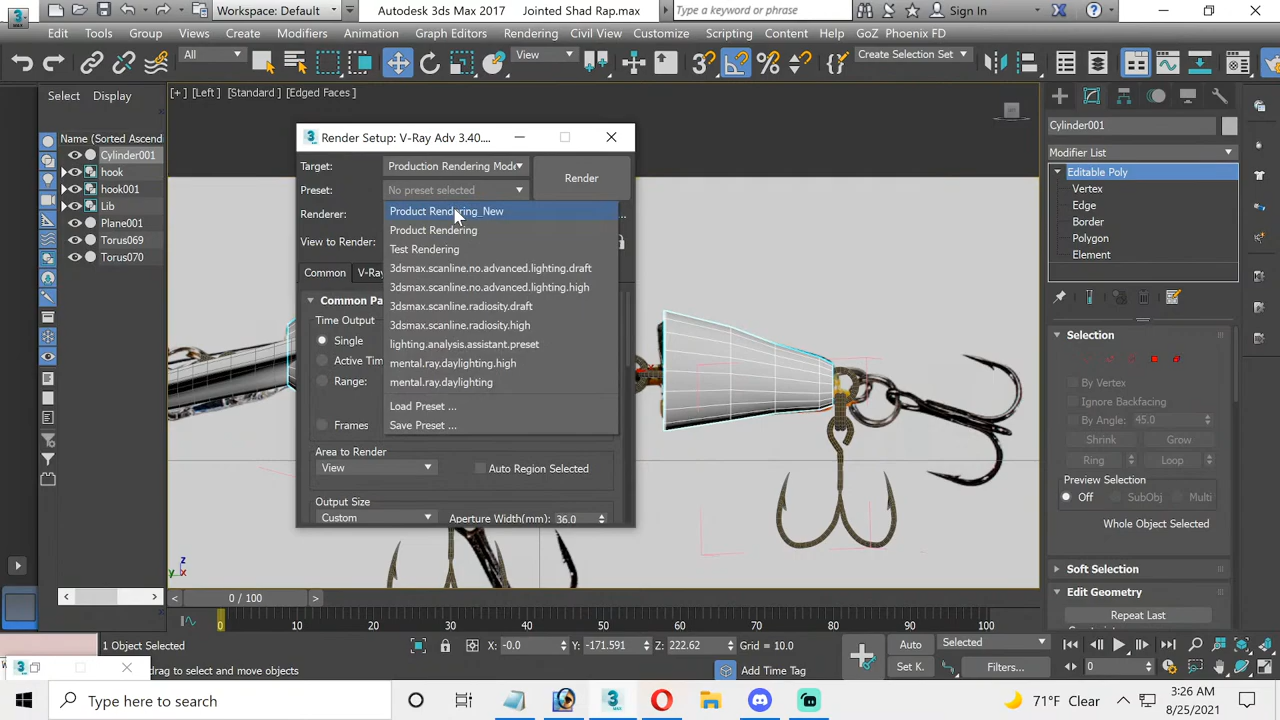 Workspace: Default
Autodesk 3ds Max 2017
Jointed Shad Rap.max
Type a keyword or phrase
Sign In
Edit
Tools
Group
Views
Create
Modifiers
Animation
Graph Editors
Rendering
Civil View
Customize
Scripting
Content
Help
GoZ
Phoenix FD
All
View
Create Selection Set
Select
Display
[+] [Left] [Standard] [Edged Faces]
Name (Sorted Ascend
Cylinder001
hook
hook001
Lib
Plane001
Torus069
Torus070
Render Setup: V-Ray Adv 3.40....
Target:
Production Rendering Mode
Render
Preset:
No preset selected
Renderer:
...
View to Render:
Product Rendering_New
Product Rendering
Test Rendering
3dsmax.scanline.no.advanced.lighting.draft
3dsmax.scanline.no.advanced.lighting.high
3dsmax.scanline.radiosity.draft
3dsmax.scanline.radiosity.high
lighting.analysis.assistant.preset
mental.ray.daylighting.high
mental.ray.daylighting
Load Preset ...
Save Preset ...
Common
V-Ra
Common Pa
Time Output
Single
Active Tim
Range:
Frames
Area to Render
View
Auto Region Selected
Output Size
Custom
Aperture Width(mm):
36.0
Cylinder001
Modifier List
Editable Poly
Vertex
Edge
Border
Polygon
Element
Selection
By Vertex
Ignore Backfacing
By Angle:
45.0
Shrink
Grow
Ring
Loop
Preview Selection
Off
SubObj
Multi
Whole Object Selected
Soft Selection
Edit Geometry
Repeat Last
z
y
x
0 / 100
0
10
20
30
40
50
60
70
80
90
100
1 Object Selected
X: -0.0
Y: -171.591
Z: 222.62
Grid = 10.0
Auto
Selected
drag to select and move objects
Add Time Tag
Set K.
Filters...
0
Type here to search
71°F Clear
3:26 AM
8/25/2021